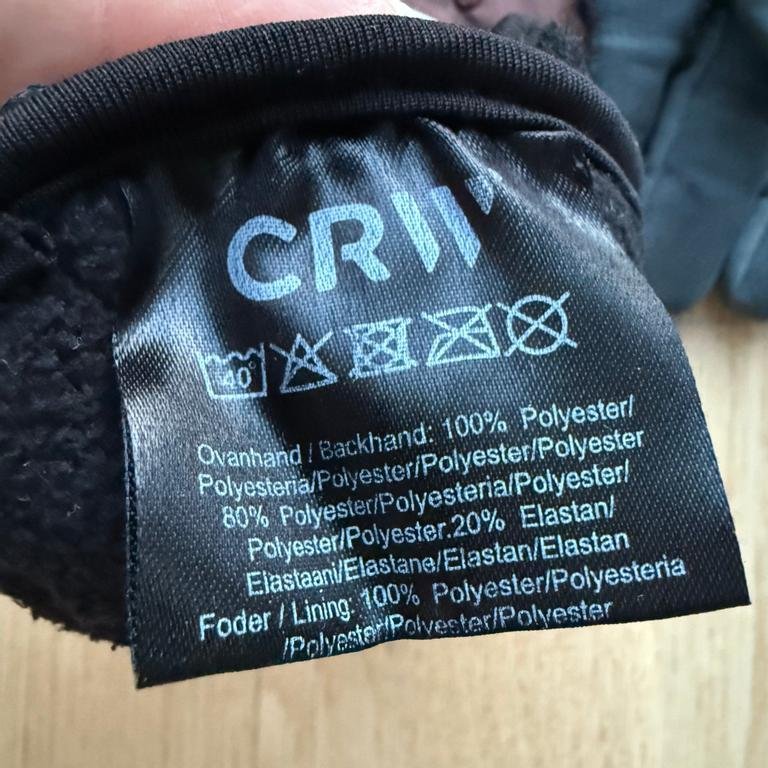 CRW
40°
Ovanhand / Backhand: 100% Polyester/
Polyesteria/Polyester/Polyester/Polyester
80% Polyester/Polyesteria/Polyester/
Polyester/Polyester.20% Elastan/
Elastaani/Elastane/Elastan/Elastan
Foder / Lining: 100% Polyester/Polyesteria
/Polyester/Polyester/Polyester